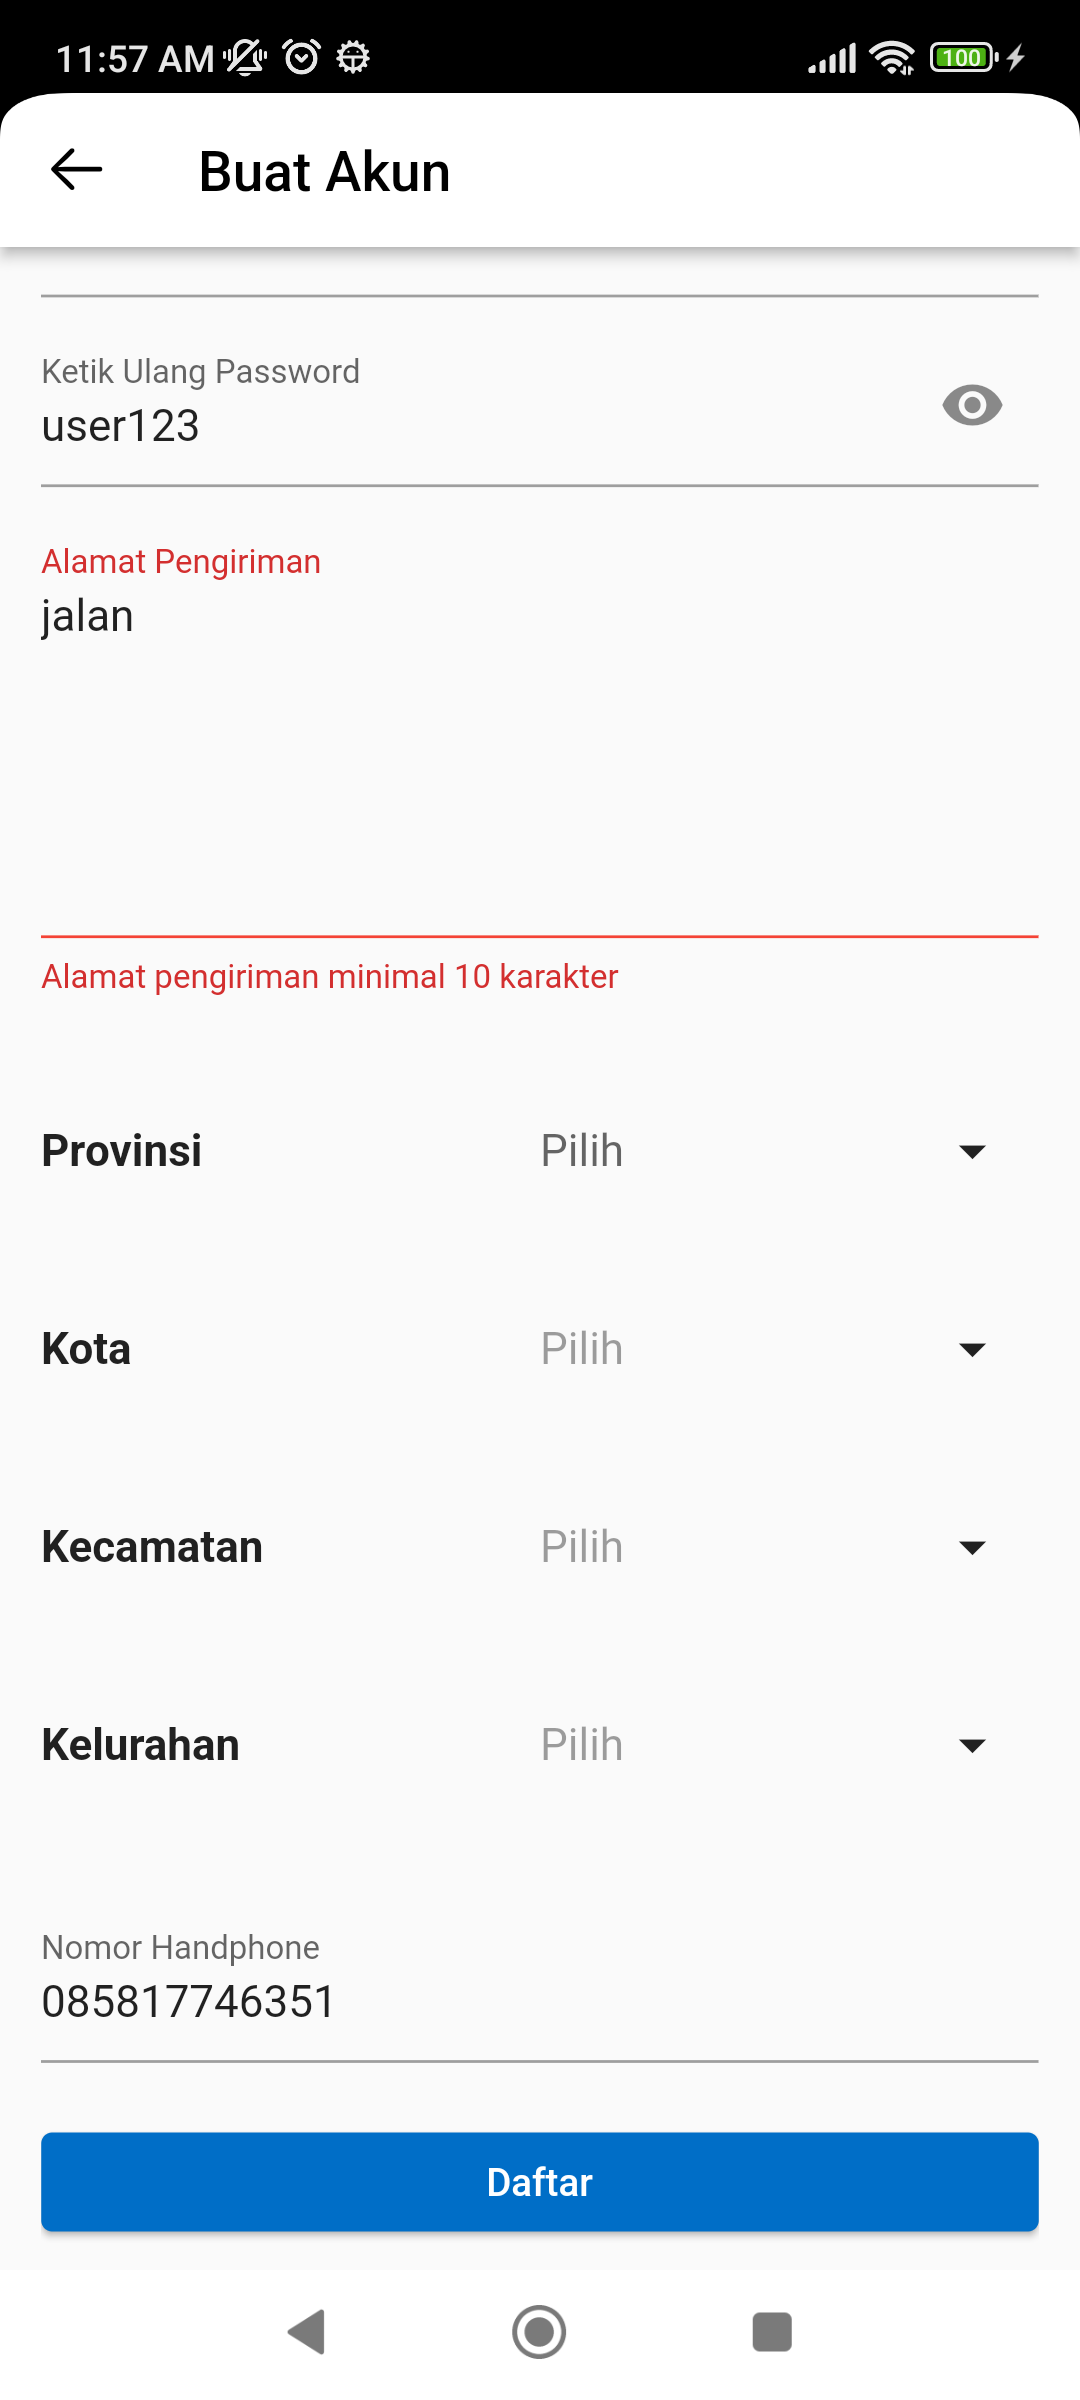 11:57 AM
100
Buat Akun
Ketik Ulang Password
user123
Alamat Pengiriman
jalan
Alamat pengiriman minimal 10 karakter
Provinsi Pilih
Kota Pilih
Kecamatan Pilih
Kelurahan Pilih
Nomor Handphone
085817746351
Daftar